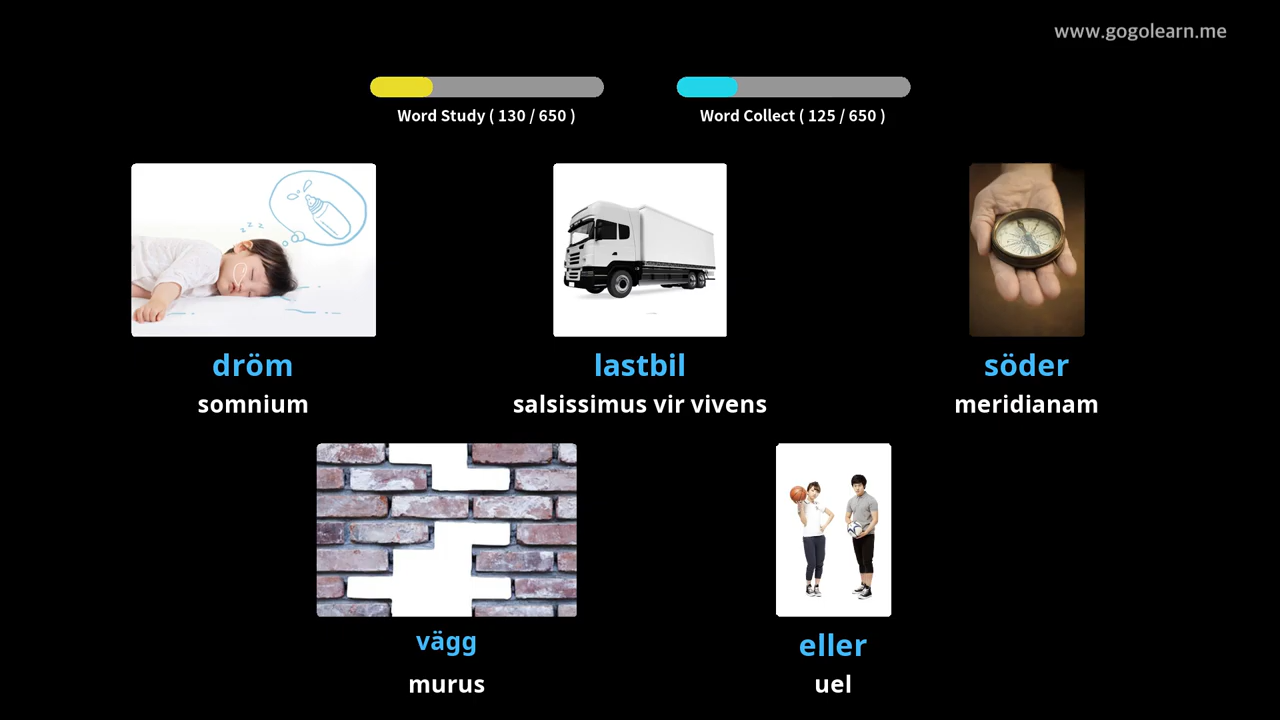 www.gogolearn.me
Word Study ( 130 / 650 )
Word Collect ( 125 / 650 )
dröm
somnium
lastbil
salsissimus vir vivens
söder
meridianam
vägg
murus
eller
uel